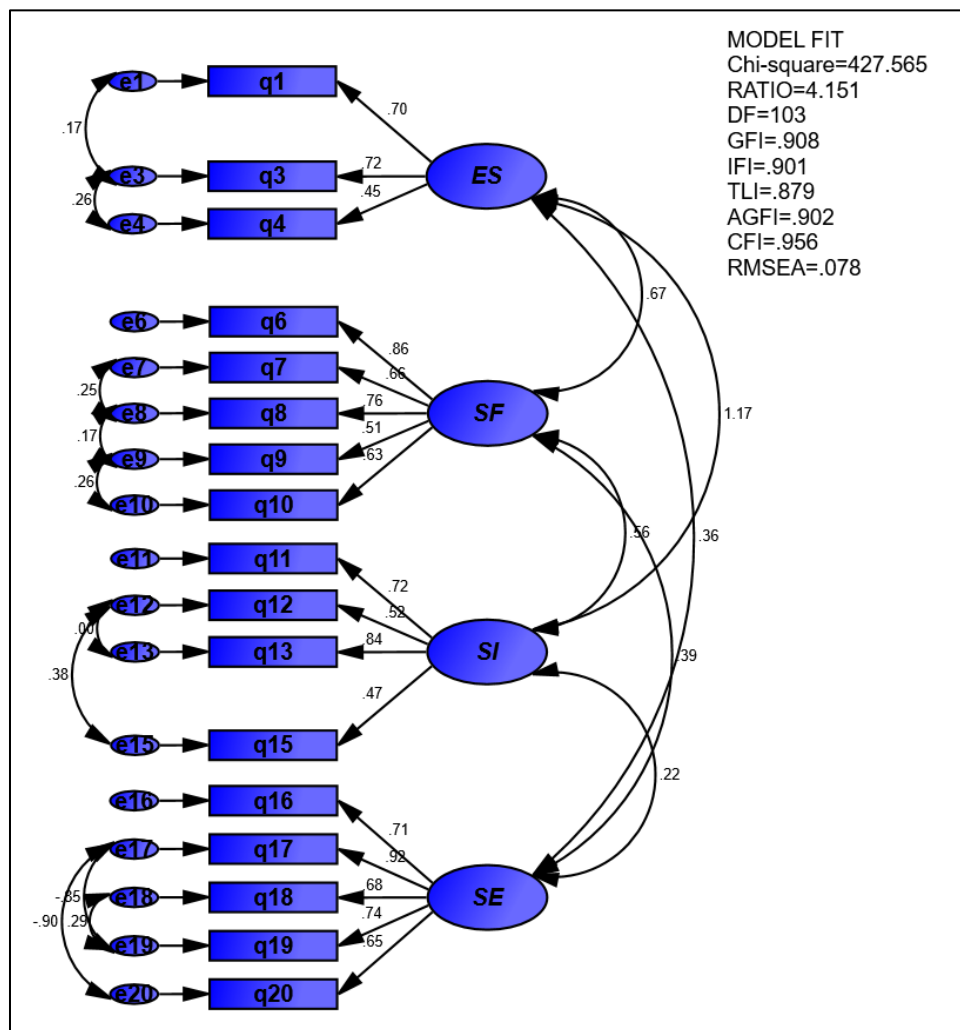 MODEL FIT
Chi-square=427.565
RATIO=4.151
DF=103
GFI=.908
IFI=.901
TLI=.879
AGFI=.902
CFI=.956
RMSEA=.078
e1 q1
.70
.17
e3 q3 .72 ES
.26 .45
e4 q4
.67
e6 q6
.86
e7 q7 .66
.25
e8 q8 .76 SF 1.17
.17 .51
e9 q9 .63
.26
e10 q10
.56 .36
e11 q11
.72
e12 q12 .52
.00
e13 q13 .84 SI .39
.38 .47
e15 q15
.22
e16 q16
.71
e17 q17 .92
-.85
e18 q18 .68 SE
-.90 .29 .74
e19 q19 .65
e20 q20